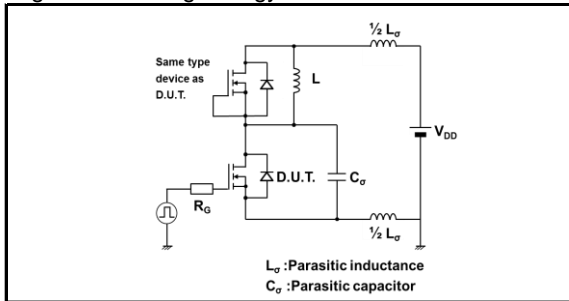 Same type
device as
D.U.T.
½ Lσ
L
VDD
D.U.T.
Cσ
RG
½ Lσ
Lσ :Parasitic inductance
Cσ :Parasitic capacitor